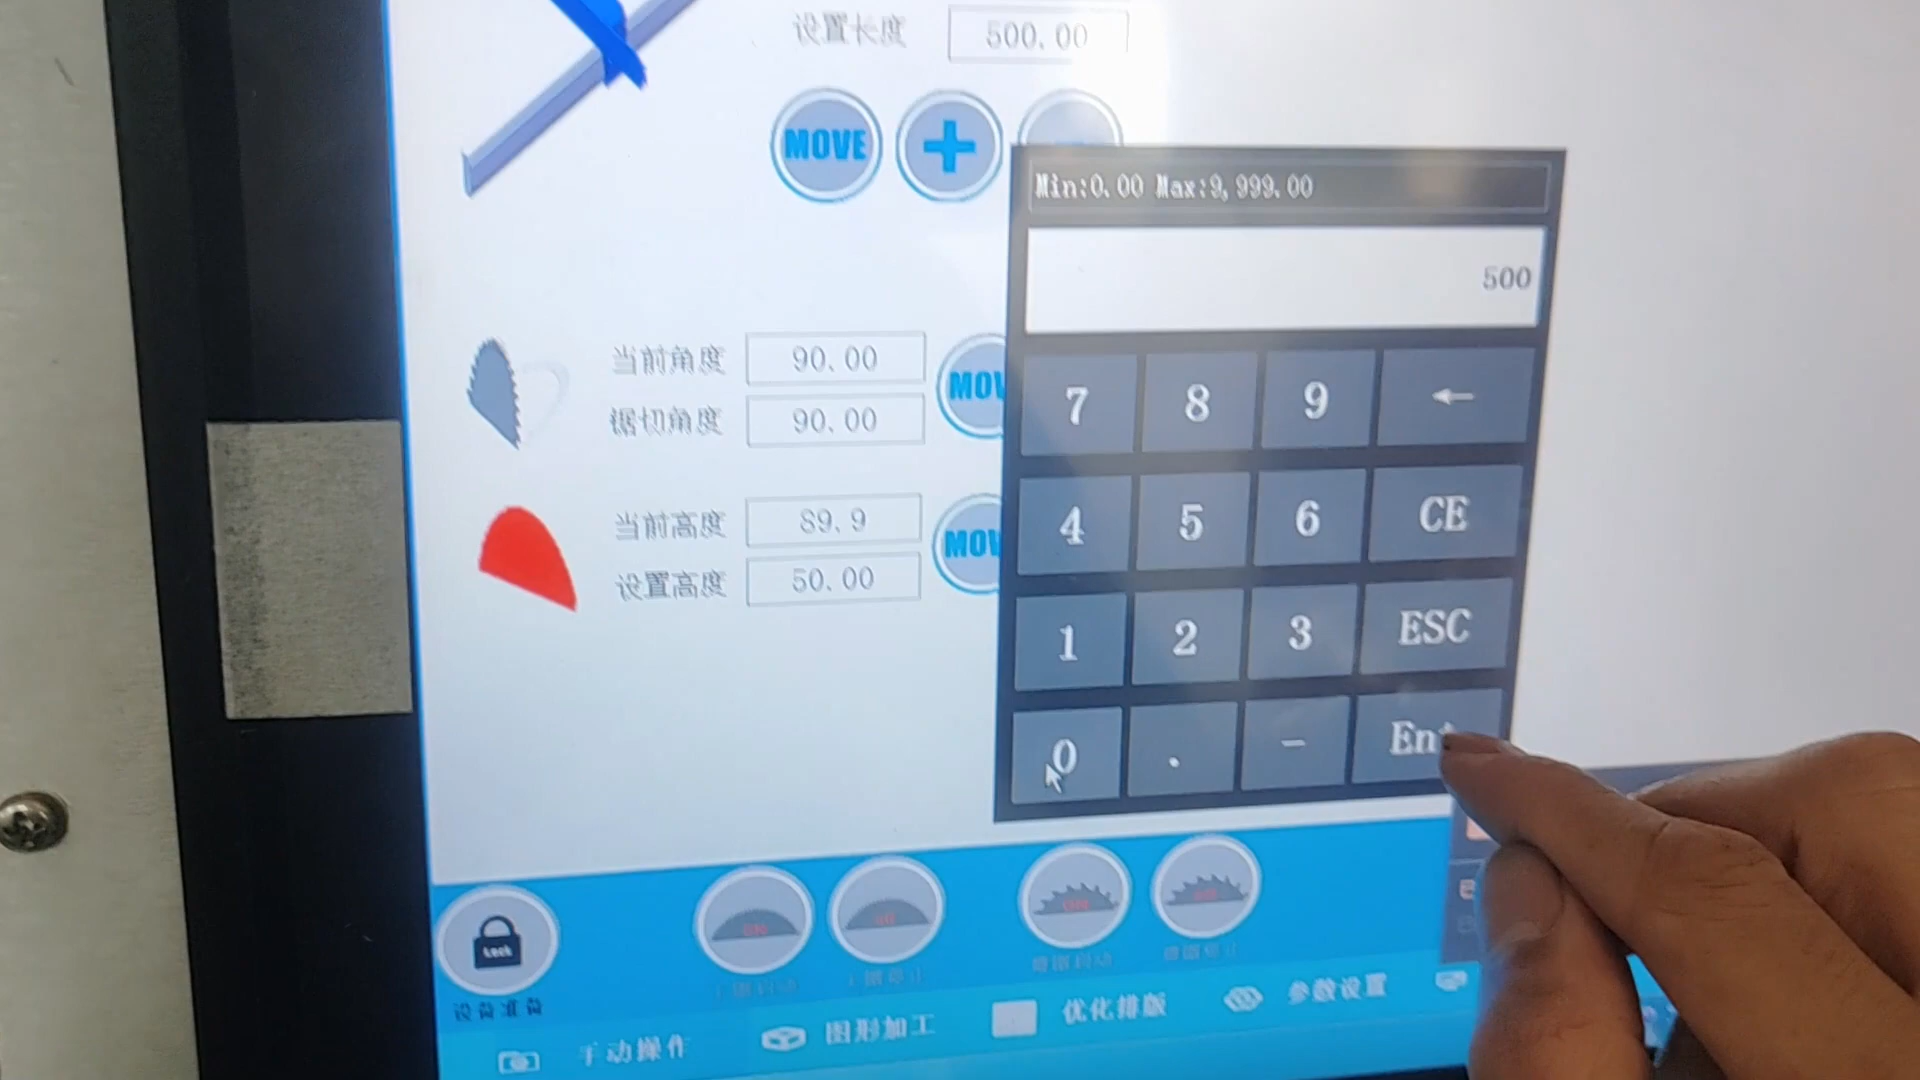 设置长度 500.00
MOVE
Min:0.00 Max:9,999.00
500
当前角度 90.00
锯切角度 90.00
MOV
当前高度 89.9
设置高度 50.00
MOV
7 8 9 ←
4 5 6 CE
1 2 3 ESC
0 . - Ent
Lock
设备准备
手动操作 图形加工 优化排版 参数设置